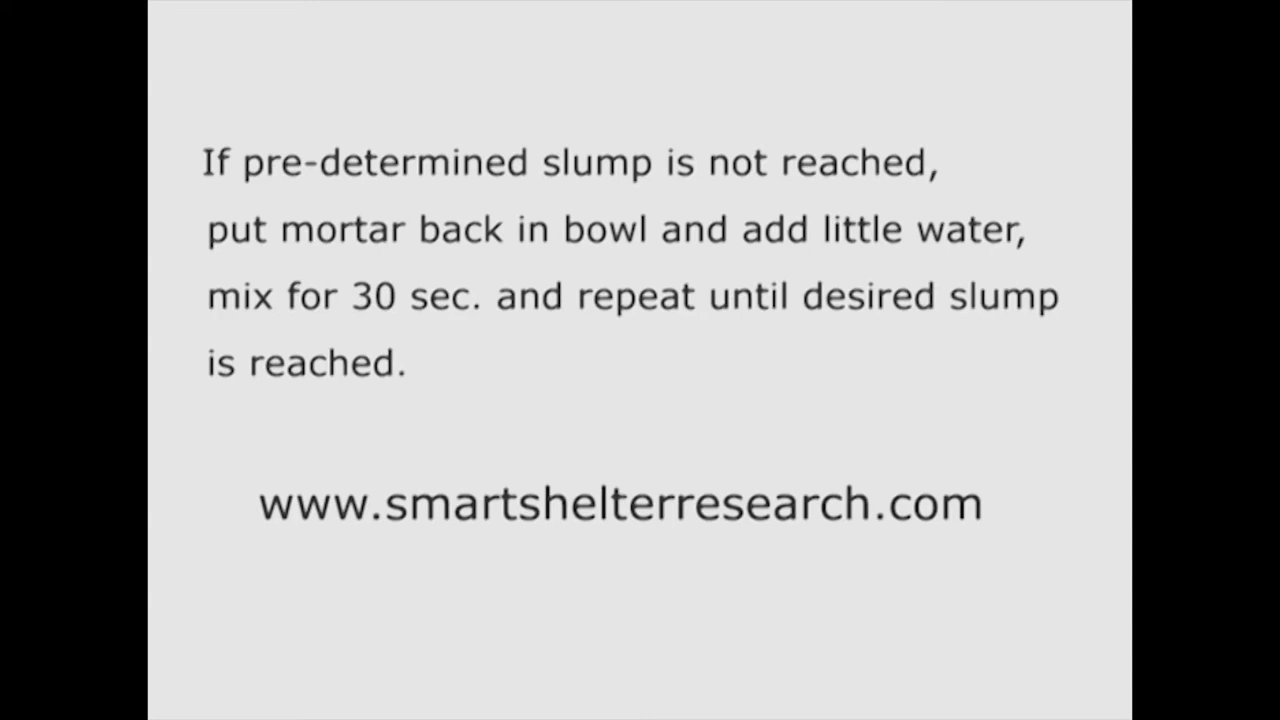 If pre-determined slump is not reached,
put mortar back in bowl and add little water,
mix for 30 sec. and repeat until desired slump
is reached.
www.smartshelterresearch.com